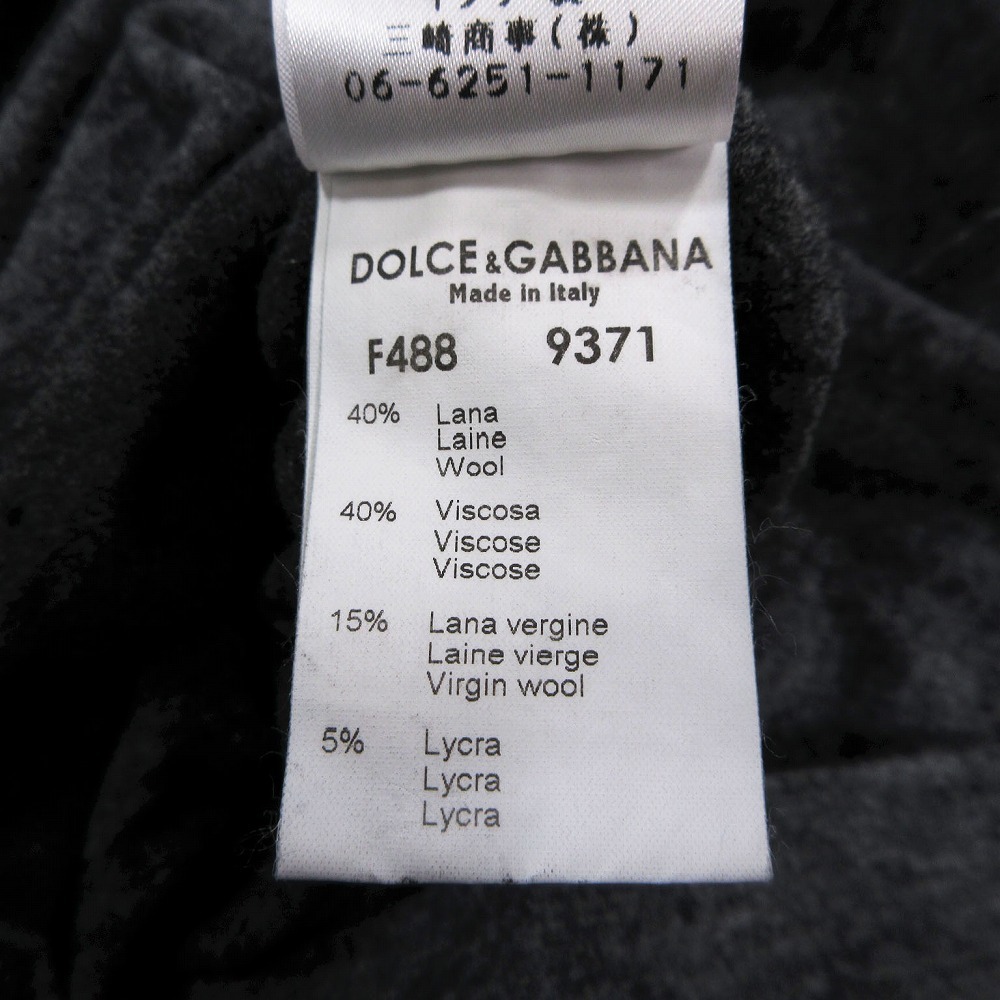 三崎商事(株)
06-6251-1171
DOLCE&GABBANA
Made in Italy
F488 9371
40% Lana
Laine
Wool
40% Viscosa
Viscose
Viscose
15% Lana vergine
Laine vierge
Virgin wool
5% Lycra
Lycra
Lycra